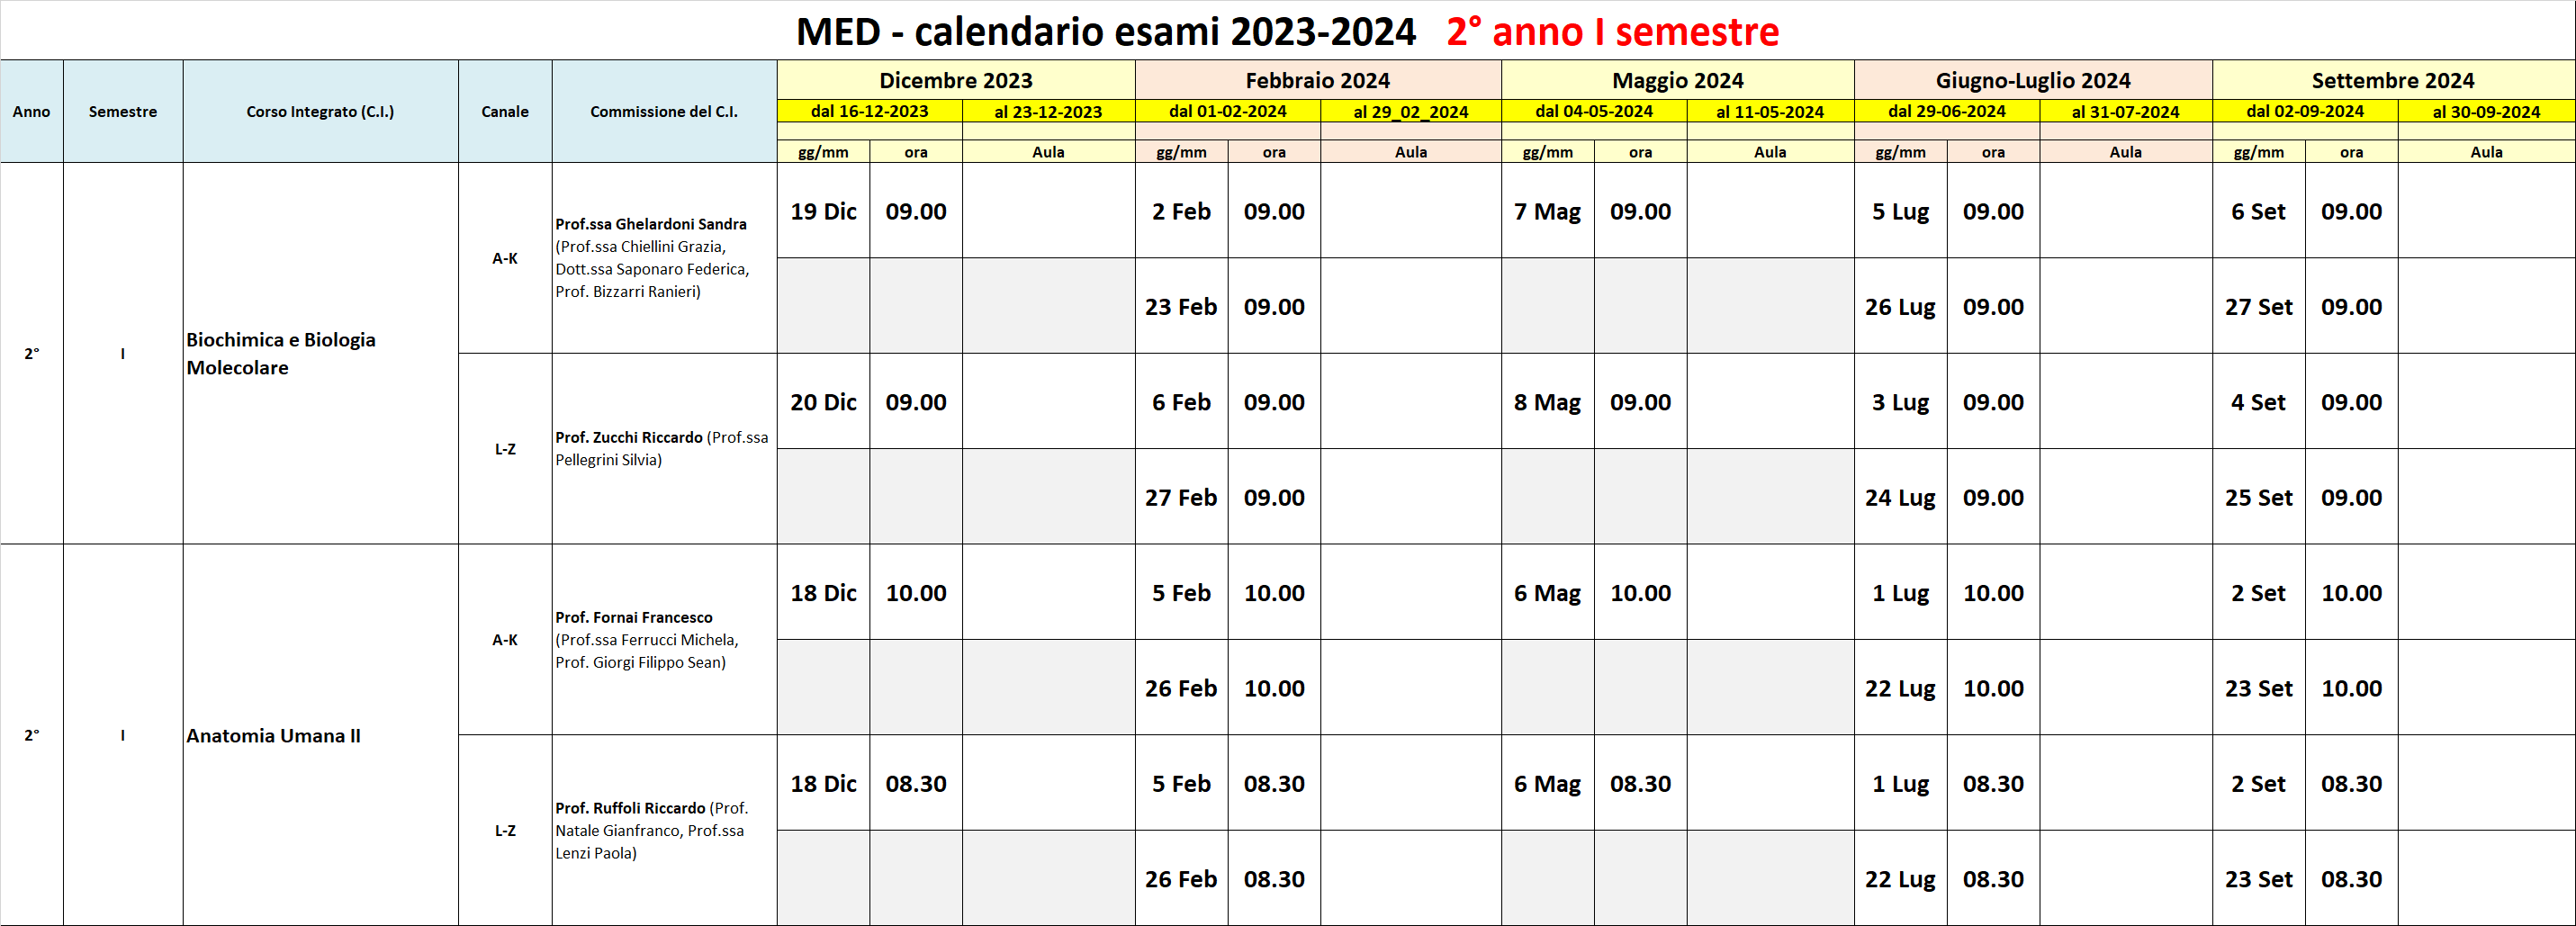 MED - calendario esami 2023-2024 2° anno I semestre
Anno Semestre Corso Integrato (C.I.) Canale Commissione del C.I. Dicembre 2023 Febbraio 2024 Maggio 2024 Giugno-Luglio 2024 Settembre 2024
dal 16-12-2023 al 23-12-2023 dal 01-02-2024 al 29_02_2024 dal 04-05-2024 al 11-05-2024 dal 29-06-2024 al 31-07-2024 dal 02-09-2024 al 30-09-2024
gg/mm ora Aula gg/mm ora Aula gg/mm ora Aula gg/mm ora Aula gg/mm ora Aula
2° I
Biochimica e Biologia
Molecolare
A-K
Prof.ssa Ghelardoni Sandra
(Prof.ssa Chiellini Grazia,
Dott.ssa Saponaro Federica,
Prof. Bizzarri Ranieri)
19 Dic 09.00 2 Feb 09.00 7 Mag 09.00 5 Lug 09.00 6 Set 09.00
23 Feb 09.00 26 Lug 09.00 27 Set 09.00
L-Z
Prof. Zucchi Riccardo (Prof.ssa
Pellegrini Silvia)
20 Dic 09.00 6 Feb 09.00 8 Mag 09.00 3 Lug 09.00 4 Set 09.00
27 Feb 09.00 24 Lug 09.00 25 Set 09.00
2° I
Anatomia Umana II
A-K
Prof. Fornai Francesco
(Prof.ssa Ferrucci Michela,
Prof. Giorgi Filippo Sean)
18 Dic 10.00 5 Feb 10.00 6 Mag 10.00 1 Lug 10.00 2 Set 10.00
26 Feb 10.00 22 Lug 10.00 23 Set 10.00
L-Z
Prof. Ruffoli Riccardo (Prof.
Natale Gianfranco, Prof.ssa
Lenzi Paola)
18 Dic 08.30 5 Feb 08.30 6 Mag 08.30 1 Lug 08.30 2 Set 08.30
26 Feb 08.30 22 Lug 08.30 23 Set 08.30